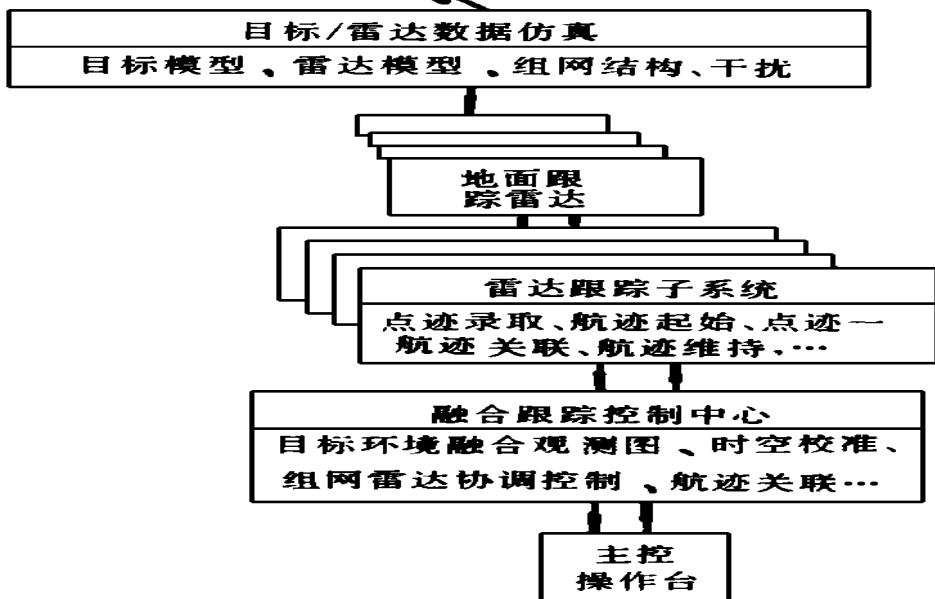 目标/雷达数据仿真
目标模型、雷达模型、组网结构、干扰
地面跟
踪雷达
雷达跟踪子系统
点迹录取、航迹起始、点迹一
航迹关联、航迹维持,…
融合跟踪控制中心
目标环境融合观测图、时空校准、
组网雷达协调控制、航迹关联…
主控
操作台